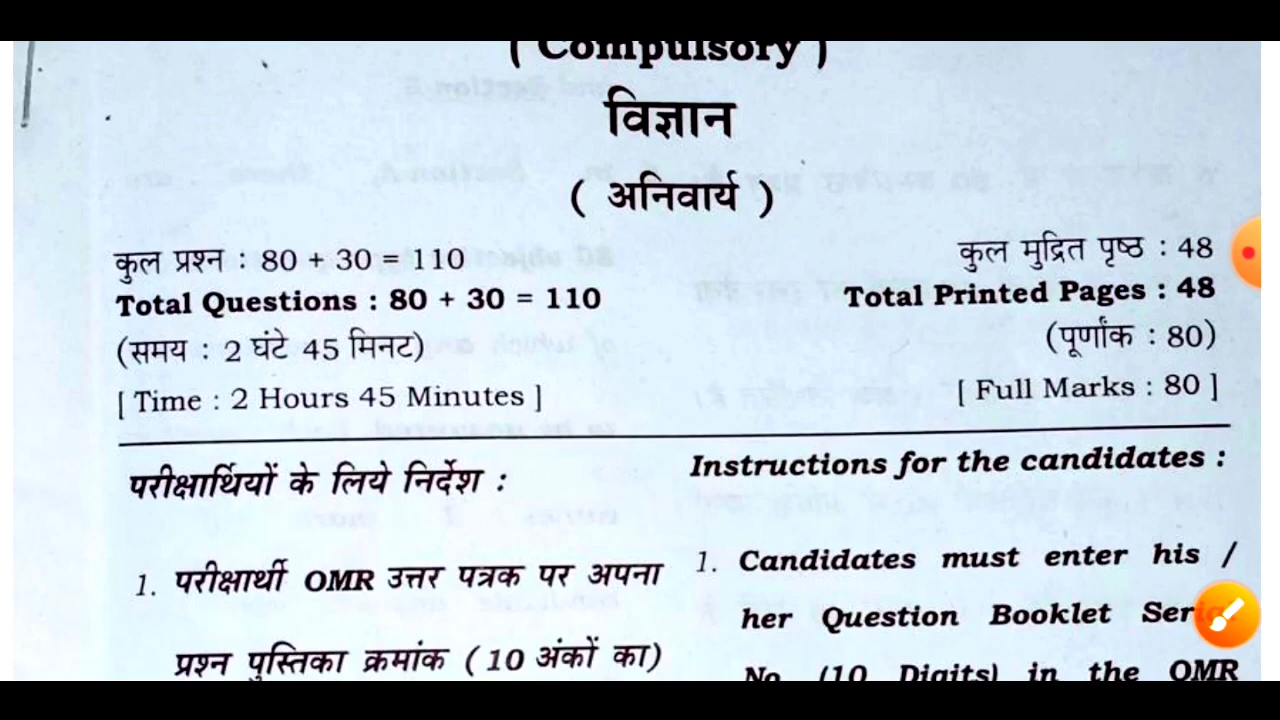 ( Compulsory )
विज्ञान
( अनिवार्य )
कुल प्रश्न : 80 + 30 = 110
Total Questions : 80 + 30 = 110
(समय : 2 घंटे 45 मिनट)
[ Time : 2 Hours 45 Minutes ]
कुल मुद्रित पृष्ठ : 48
Total Printed Pages : 48
(पूर्णांक : 80)
[ Full Marks : 80 ]
परीक्षार्थियों के लिये निर्देश :
1. परीक्षार्थी OMR उत्तर पत्रक पर अपना
प्रश्न पुस्तिका क्रमांक (10 अंकों का)
Instructions for the candidates :
1. Candidates must enter his /
her Question Booklet Serial
No. (10 Digits) in the OMR